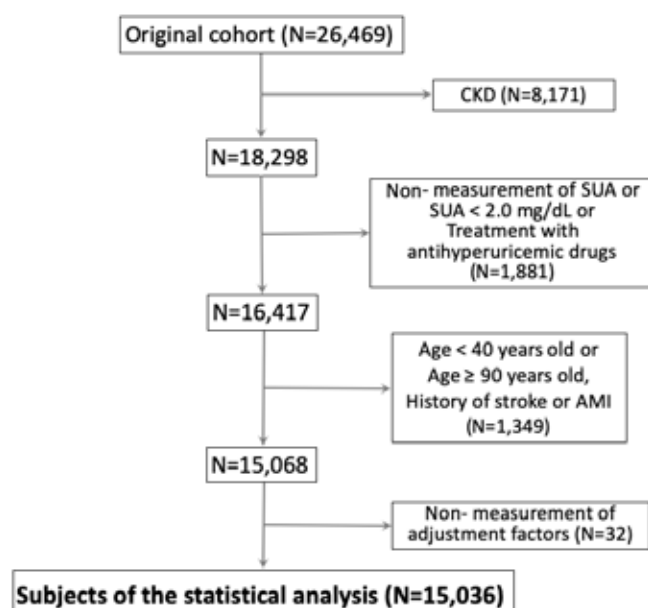 Original cohort (N=26,469)
CKD (N=8,171)
N=18,298
Non- measurement of SUA or
SUA < 2.0 mg/dL or
Treatment with
antihyperuricemic drugs
(N=1,881)
N=16,417
Age < 40 years old or
Age ≥ 90 years old,
History of stroke or AMI
(N=1,349)
N=15,068
Non- measurement of
adjustment factors (N=32)
Subjects of the statistical analysis (N=15,036)